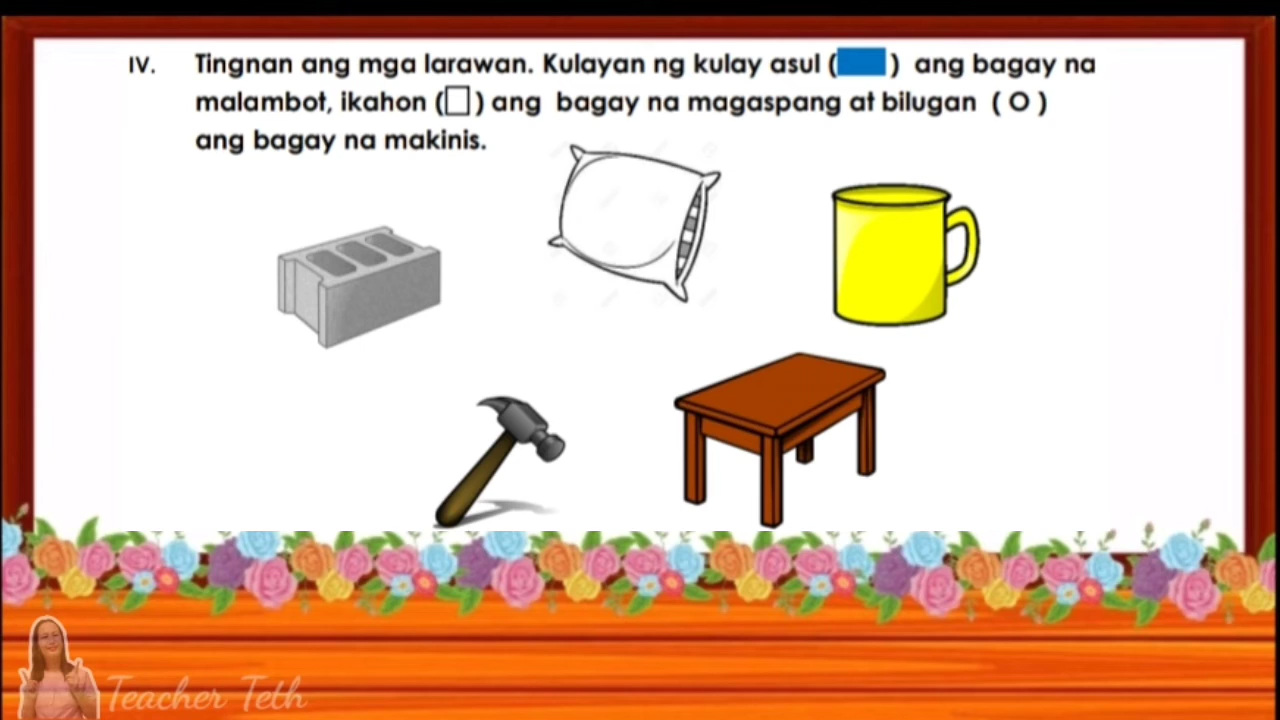 IV. Tingnan ang mga larawan. Kulayan ng kulay asul ( ) ang bagay na
malambot, ikahon ( ) ang bagay na magaspang at bilugan ( O )
ang bagay na makinis.
Teacher Teth